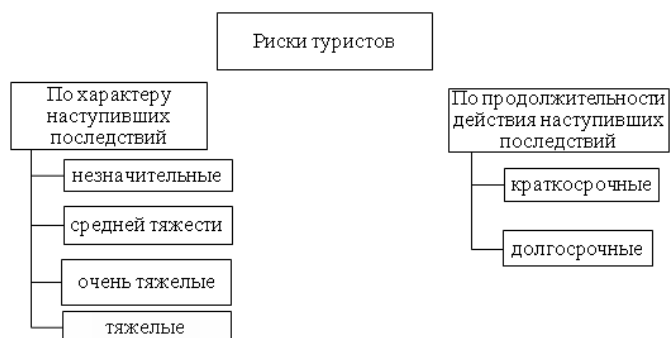 Риски туристов
По характеру
наступивших
последствий
незначительные
средней тяжести
очень тяжелые
тяжелые
По продолжительности
действия наступивших
последствий
краткосрочные
долгосрочные